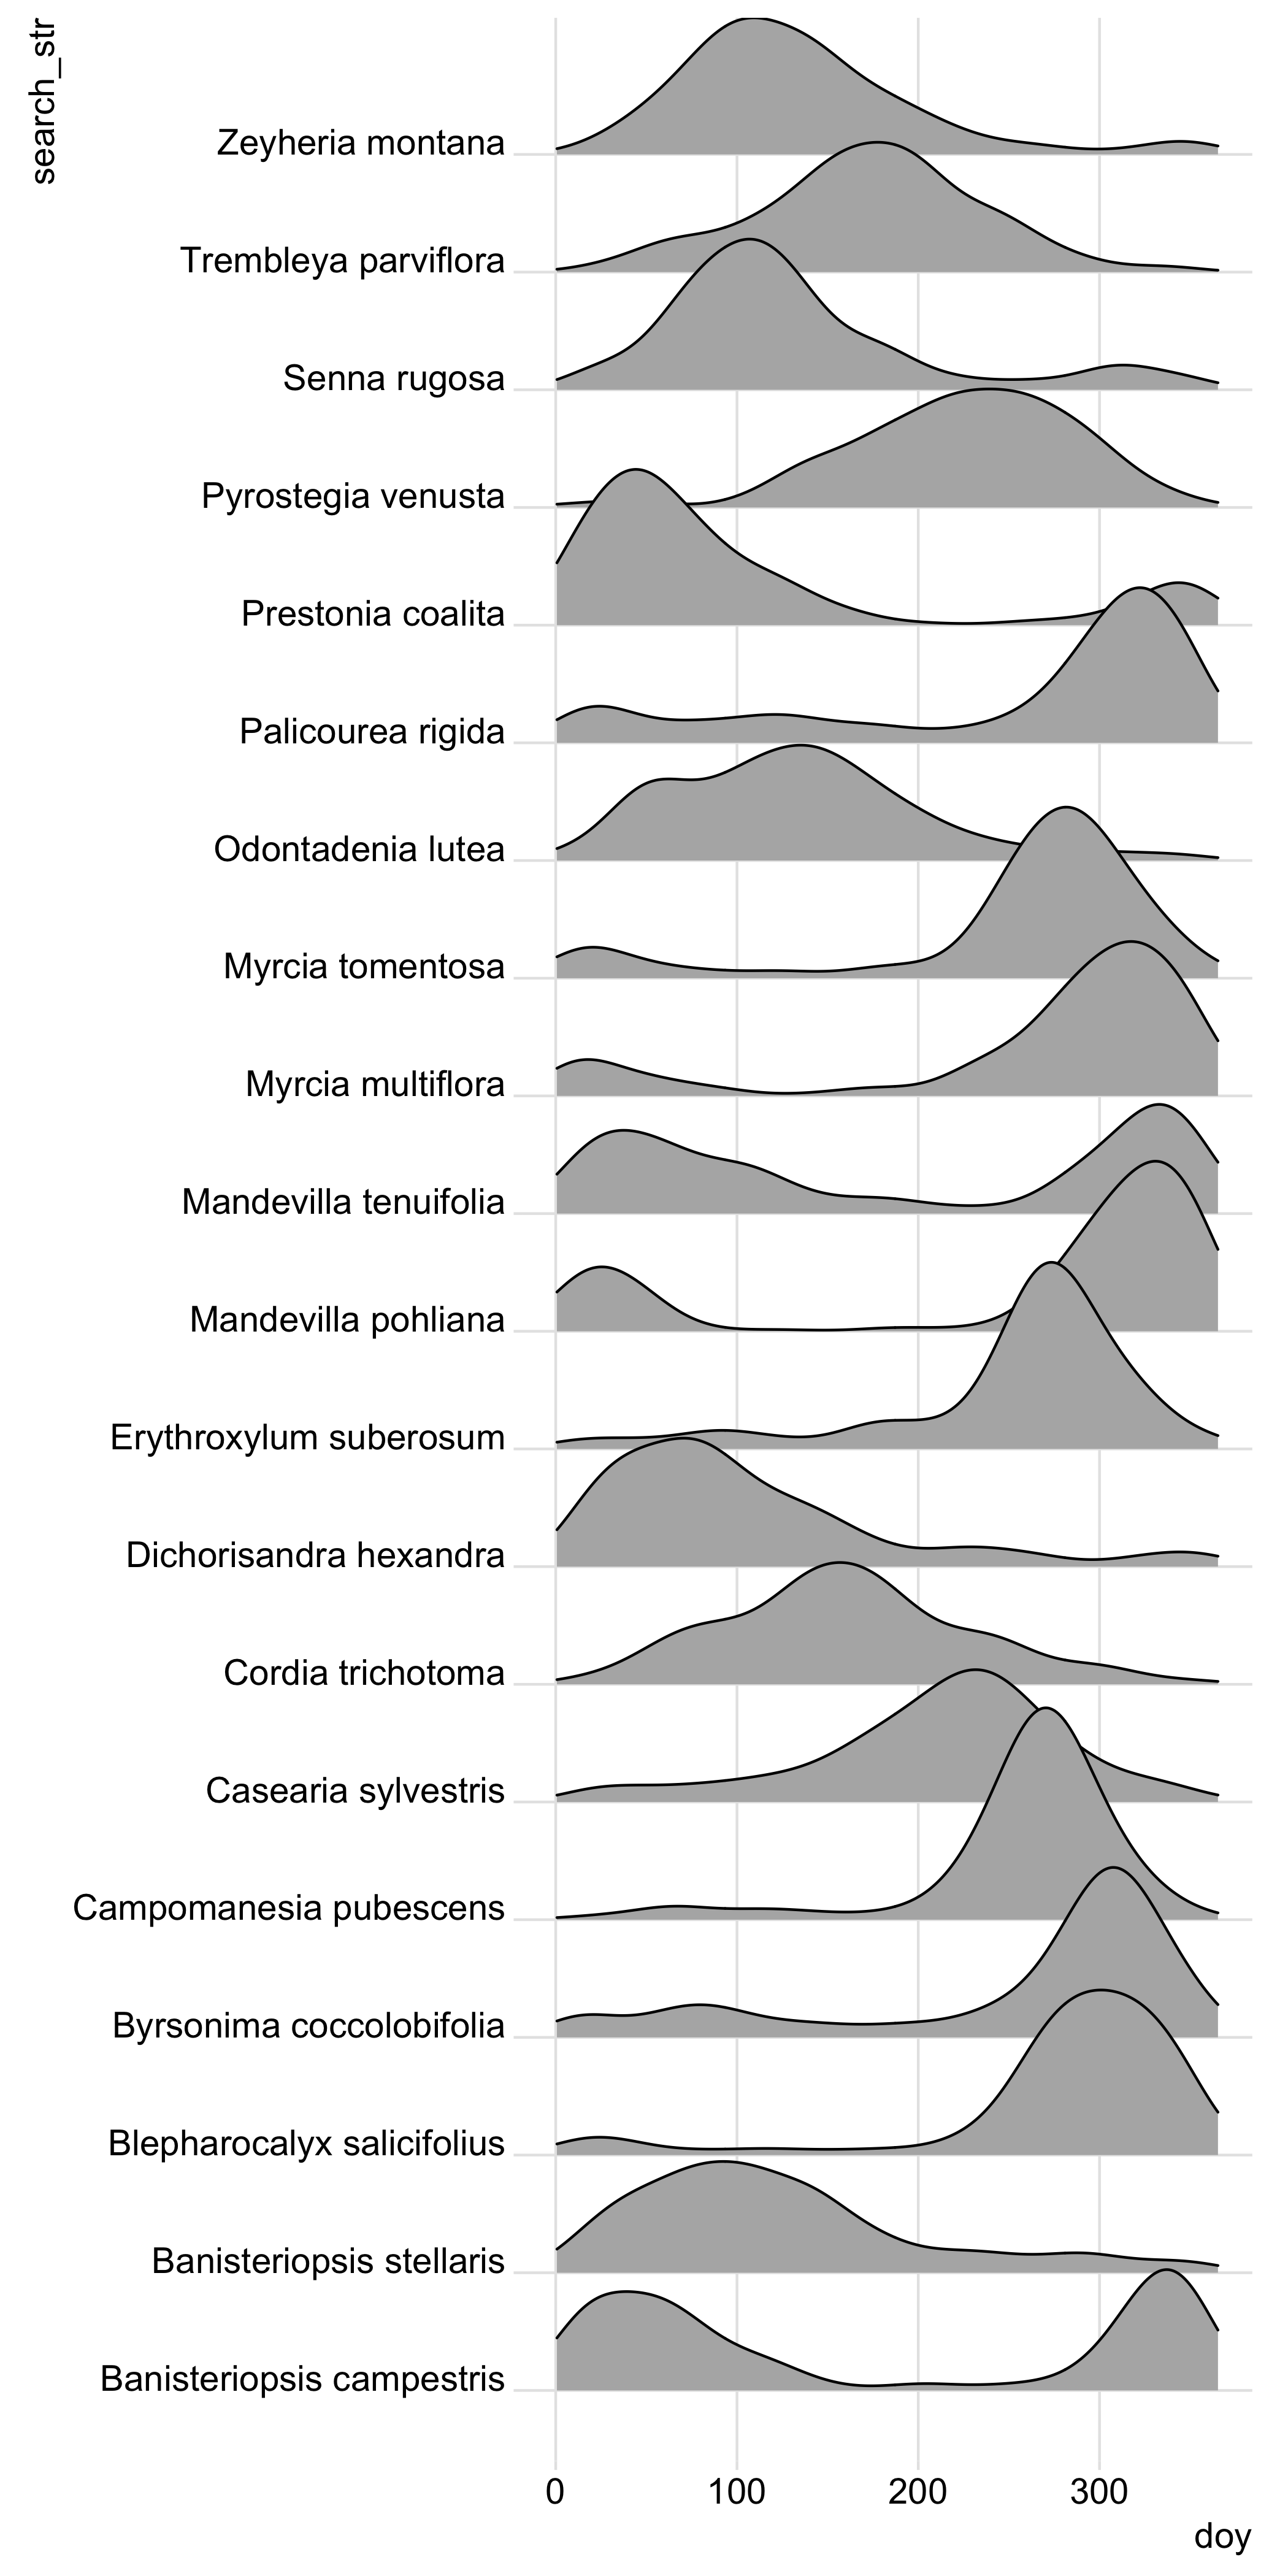 search_str
Zeyheria montana
Trembleya parviflora
Senna rugosa
Pyrostegia venusta
Prestonia coalita
Palicourea rigida
Odontadenia lutea
Myrcia tomentosa
Myrcia multiflora
Mandevilla tenuifolia
Mandevilla pohliana
Erythroxylum suberosum
Dichorisandra hexandra
Cordia trichotoma
Casearia sylvestris
Campomanesia pubescens
Byrsonima coccolobifolia
Blepharocalyx salicifolius
Banisteriopsis stellaris
Banisteriopsis campestris
0 100 200 300
doy